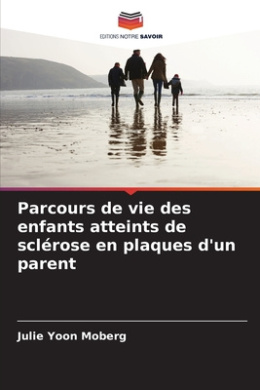 EDITIONS NOTRE SAVOIR
Parcours de vie des
enfants atteints de
sclérose en plaques d'un
parent
Julie Yoon Moberg